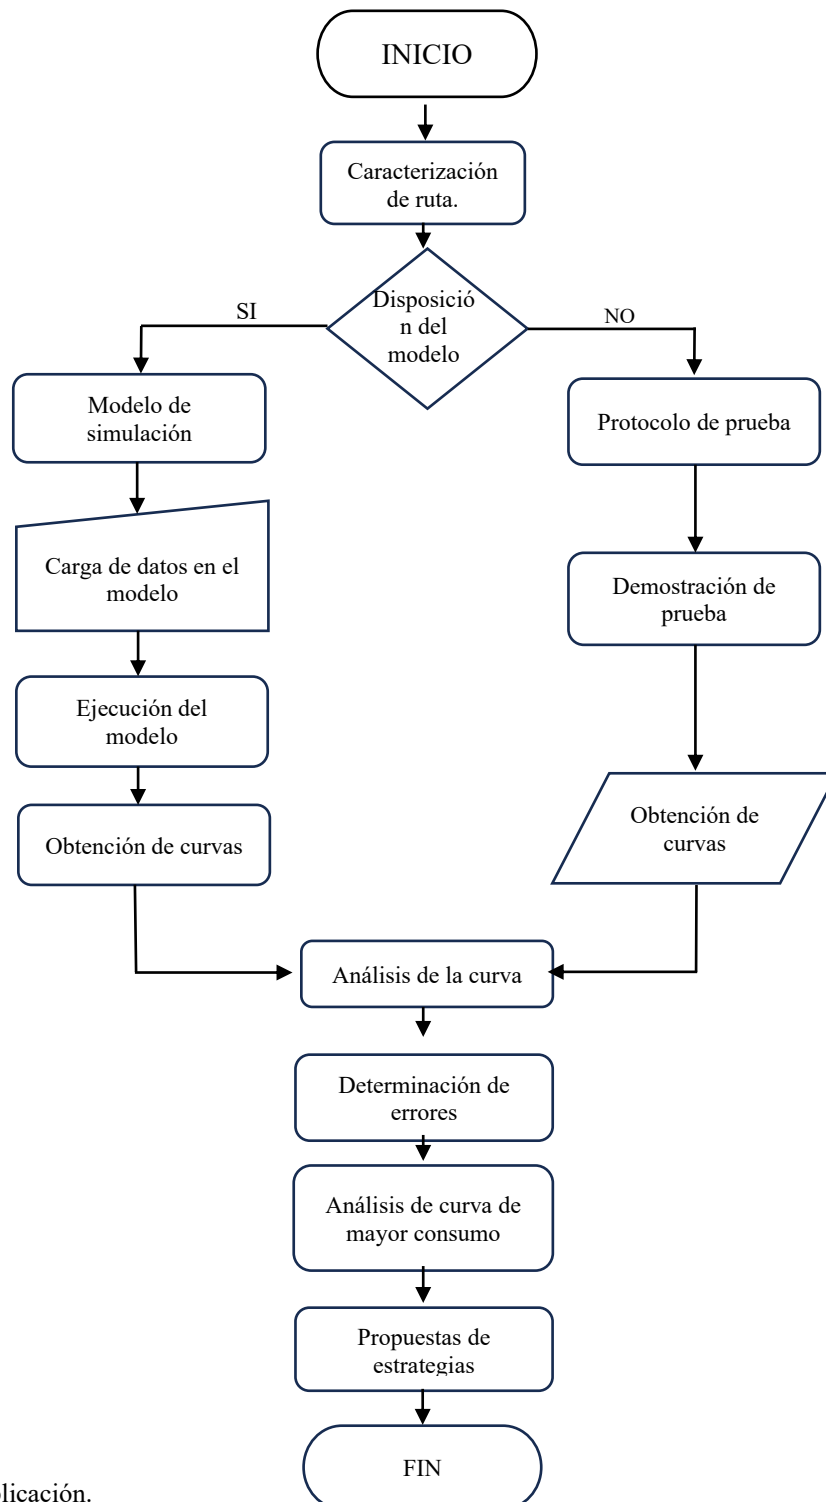 INICIO
Caracterización
de ruta.
Disposició
n del
modelo
SI
NO
Modelo de
simulación
Protocolo de prueba
Carga de datos en el
modelo
Demostración de
prueba
Ejecución del
modelo
Obtención de curvas
Obtención de
curvas
Análisis de la curva
Determinación de
errores
Análisis de curva de
mayor consumo
Propuestas de
estrategias
FIN
licación.